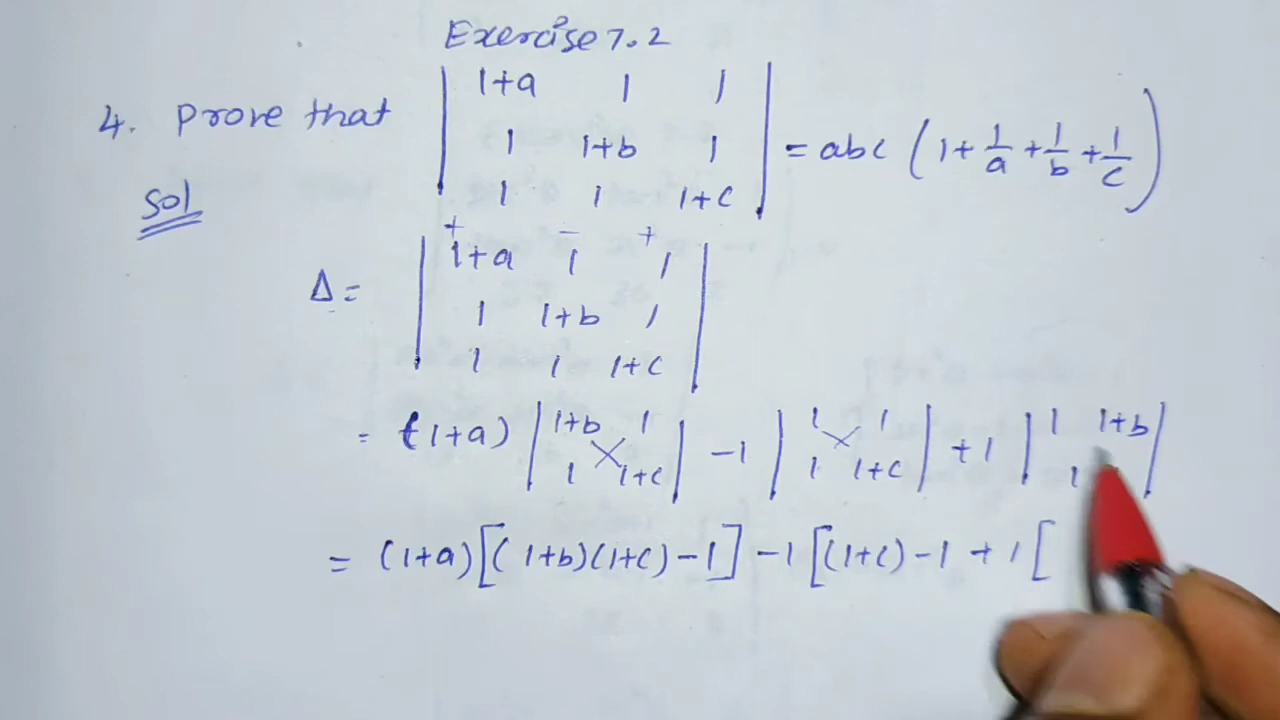 Exercise 7.2
4. Prove that | 1+a 1 1 |
| 1 1+b 1 | = abc (1 + 1/a + 1/b + 1/c)
| 1 1 1+c |
Sol
+ − +
Δ = | 1+a 1 1 |
| 1 1+b 1 |
| 1 1 1+c |
= (1+a) | 1+b 1 | −1 | 1 1 | +1 | 1 1+b |
| 1 1+c | | 1 1+c | | 1
= (1+a)[(1+b)(1+c)−1] −1[(1+c)−1 +1[